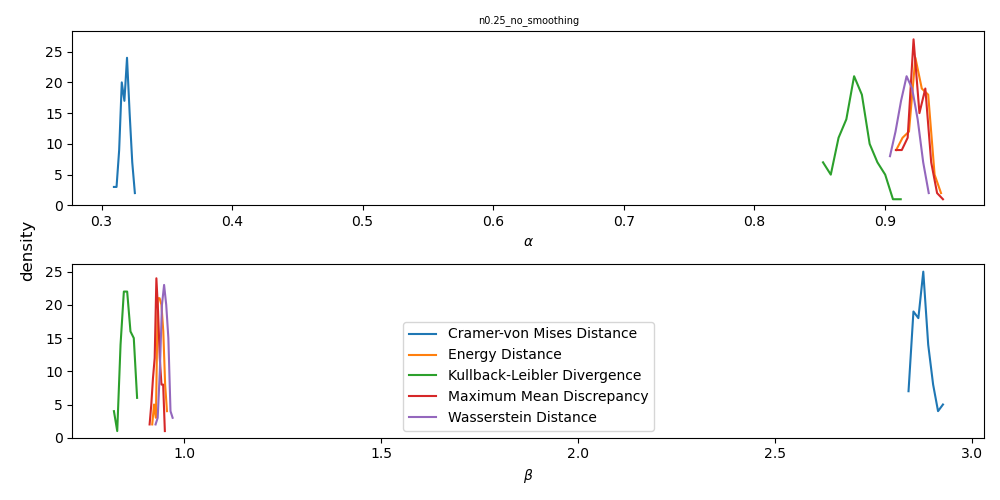 n0.25_no_smoothing
25
20
15
10
5
0
0.3 0.4 0.5 0.6 0.7 0.8 0.9
α
density
25
20
15
10
5
0
Cramer-von Mises Distance
Energy Distance
Kullback-Leibler Divergence
Maximum Mean Discrepancy
Wasserstein Distance
1.0 1.5 2.0 2.5 3.0
β